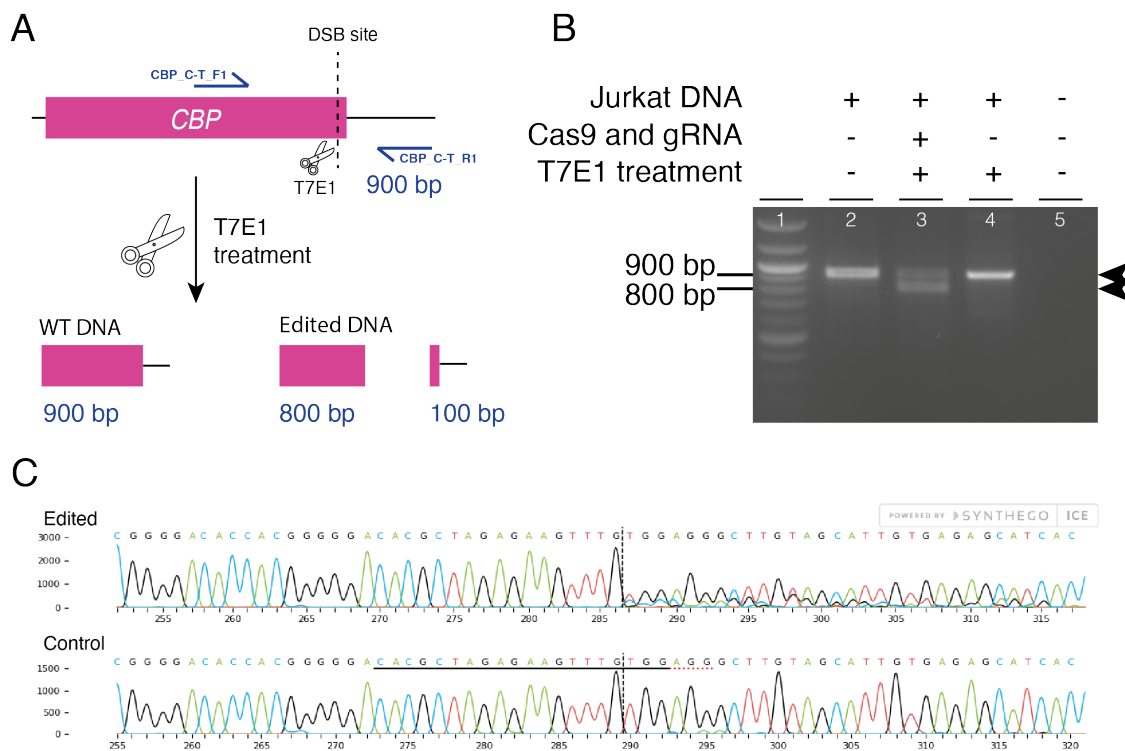 A
DSB site
CBP_C-T_F1
CBP
CBP_C-T_R1
T7E1
900 bp
T7E1
treatment
WT DNA
Edited DNA
900 bp
800 bp
100 bp
B
Jurkat DNA + + + -
Cas9 and gRNA - + - -
T7E1 treatment - + + -
1 2 3 4 5
900 bp
800 bp
C
POWERED BY SYNTHEGO ICE
Edited
C G G G G A C A C C A C G G G G G A C A C G C T A G A G A A G T T T G T G G A G G G C T T G T A G C A T T G T G A G A G C A T C A C
3000
2000
1000
0
255 260 265 270 275 280 285 290 295 300 305 310 315
Control
C G G G G A C A C C A C G G G G G A C A C G C T A G A G A A G T T T G T G G A G G G C T T G T A G C A T T G T G A G A G C A T C A C
1500
1000
500
0
255 260 265 270 275 280 285 290 295 300 305 310 315 320